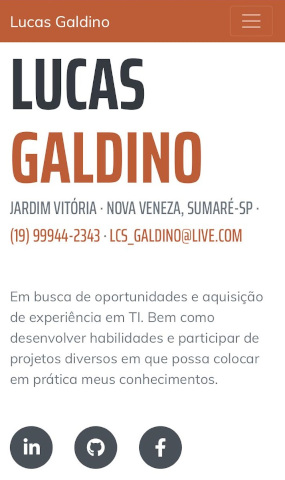 Lucas Galdino
LUCAS
GALDINO
JARDIM VITÓRIA · NOVA VENEZA, SUMARÉ-SP ·
(19) 99944-2343 · LCS_GALDINO@LIVE.COM
Em busca de oportunidades e aquisição
de experiência em TI. Bem como
desenvolver habilidades e participar de
projetos diversos em que possa colocar
em prática meus conhecimentos.